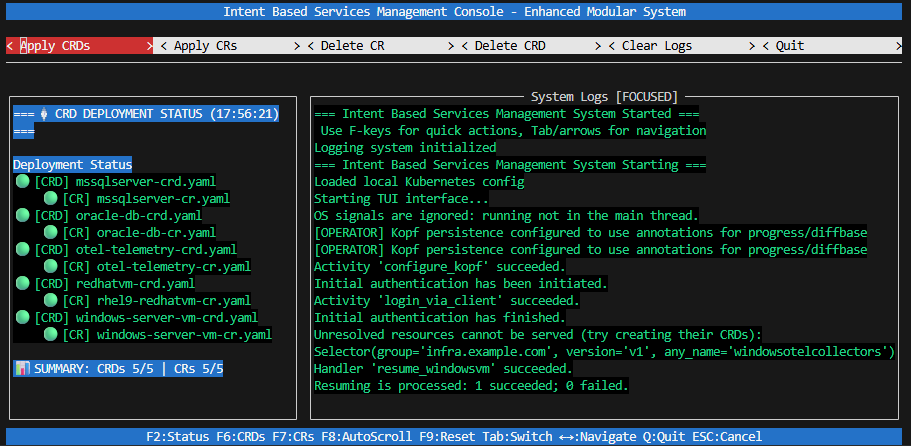 Intent Based Services Management Console - Enhanced Modular System
< Apply CRDs > < Apply CRs > < Delete CR > < Delete CRD > < Clear Logs > < Quit >
=== CRD DEPLOYMENT STATUS (17:56:21)
===
Deployment Status
[CRD] mssqlserver-crd.yaml
[CR] mssqlserver-cr.yaml
[CRD] oracle-db-crd.yaml
[CR] oracle-db-cr.yaml
[CRD] otel-telemetry-crd.yaml
[CR] otel-telemetry-cr.yaml
[CRD] redhatvm-crd.yaml
[CR] rhel9-redhatvm-cr.yaml
[CRD] windows-server-vm-crd.yaml
[CR] windows-server-vm-cr.yaml
SUMMARY: CRDs 5/5 | CRs 5/5
System Logs [FOCUSED]
=== Intent Based Services Management System Started ===
Use F-keys for quick actions, Tab/arrows for navigation
Logging system initialized
=== Intent Based Services Management System Starting ===
Loaded local Kubernetes config
Starting TUI interface...
OS signals are ignored: running not in the main thread.
[OPERATOR] Kopf persistence configured to use annotations for progress/diffbase
[OPERATOR] Kopf persistence configured to use annotations for progress/diffbase
Activity 'configure_kopf' succeeded.
Initial authentication has been initiated.
Activity 'login_via_client' succeeded.
Initial authentication has finished.
Unresolved resources cannot be served (try creating their CRDs):
Selector(group='infra.example.com', version='v1', any_name='windowsotelcollectors')
Handler 'resume_windowsvm' succeeded.
Resuming is processed: 1 succeeded; 0 failed.
F2:Status F6:CRDs F7:CRs F8:AutoScroll F9:Reset Tab:Switch ↔:Navigate Q:Quit ESC:Cancel